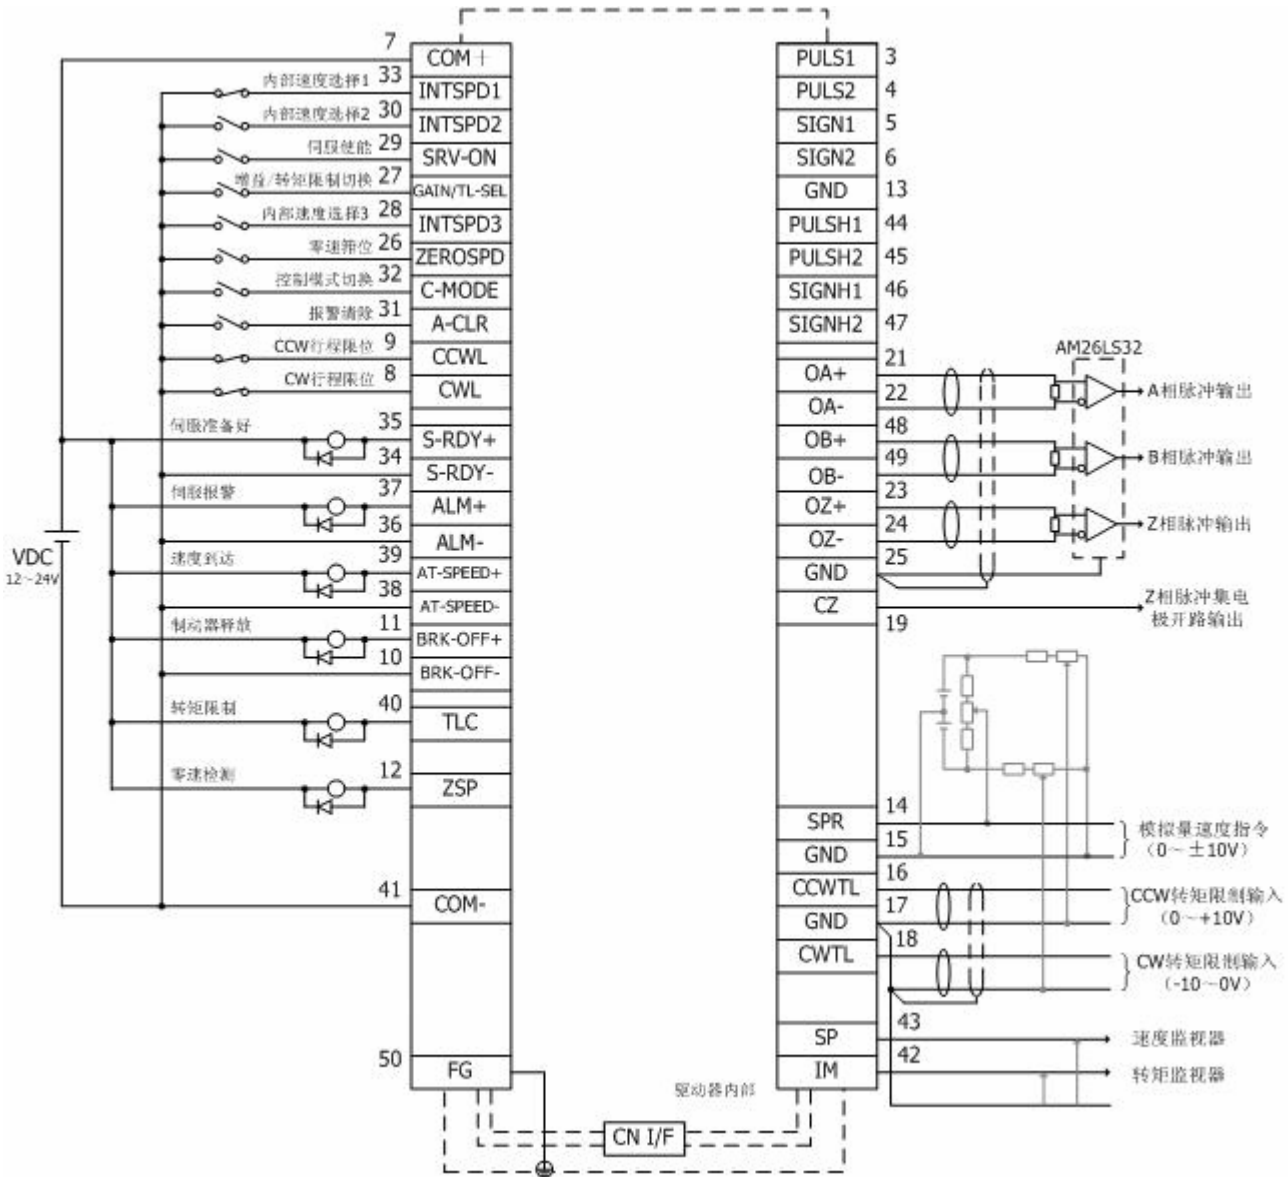 7
COM+
内部速度选择1 33
INTSPD1
内部速度选择2 30
INTSPD2
伺服使能 29
SRV-ON
增益/转矩限制切换 27
GAIN/TL-SEL
内部速度选择3 28
INTSPD3
零速箝位 26
ZEROSPD
控制模式切换 32
C-MODE
报警清除 31
A-CLR
CCW行程限位 9
CCWL
CW行程限位 8
CWL
伺服准备好 35
S-RDY+
34
S-RDY-
伺服报警 37
ALM+
36
ALM-
速度到达 39
AT-SPEED+
38
AT-SPEED-
制动器释放 11
BRK-OFF+
10
BRK-OFF-
转矩限制 40
TLC
零速检测 12
ZSP
41
COM-
50
FG
VDC
12~24V
PULS1 3
PULS2 4
SIGN1 5
SIGN2 6
GND 13
PULSH1 44
PULSH2 45
SIGNH1 46
SIGNH2 47
AM26LS32
21
OA+
22
OA-
A相脉冲输出
48
OB+
49
OB-
B相脉冲输出
23
OZ+
24
OZ-
Z相脉冲输出
25
GND
CZ
19
Z相脉冲集电
极开路输出
14
SPR
15
GND
模拟量速度指令
(0~±10V)
16
CCWTL
17
GND
CCW转矩限制输入
(0~+10V)
18
CWTL
CW转矩限制输入
(-10~0V)
43
SP
速度监视器
42
IM
转矩监视器
驱动器内部
CN I/F